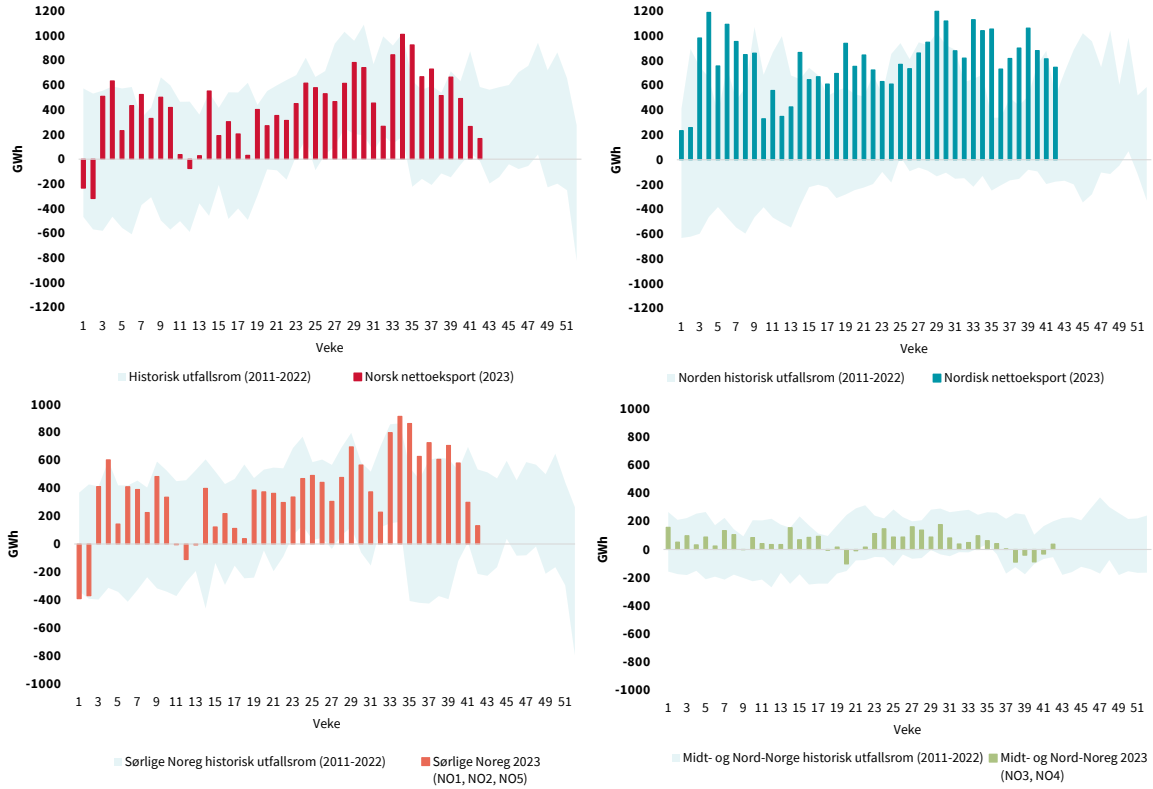 1200
1000
800
600
400
200
0
-200
-400
-600
-800
-1000
-1200
GWh
1 3 5 7 9 11 13 15 17 19 21 23 25 27 29 31 33 35 37 39 41 43 45 47 49 51
Veke
Historisk utfallsrom (2011-2022) Norsk nettoeksport (2023)
1200
1000
800
600
400
200
0
-200
-400
-600
-800
-1000
-1200
GWh
1 3 5 7 9 11 13 15 17 19 21 23 25 27 29 31 33 35 37 39 41 43 45 47 49 51
Veke
Norden historisk utfallsrom (2011-2022) Nordisk nettoeksport (2023)
1000
800
600
400
200
0
-200
-400
-600
-800
-1000
GWh
1 3 5 7 9 11 13 15 17 19 21 23 25 27 29 31 33 35 37 39 41 43 45 47 49 51
Veke
Sørlige Noreg historisk utfallsrom (2011-2022) Sørlige Noreg 2023
(NO1, NO2, NO5)
1000
800
600
400
200
0
-200
-400
-600
-800
-1000
GWh
1 3 5 7 9 11 13 15 17 19 21 23 25 27 29 31 33 35 37 39 41 43 45 47 49 51
Veke
Midt- og Nord-Norge historisk utfallsrom (2011-2022) Midt- og Nord-Noreg 2023
(NO3, NO4)